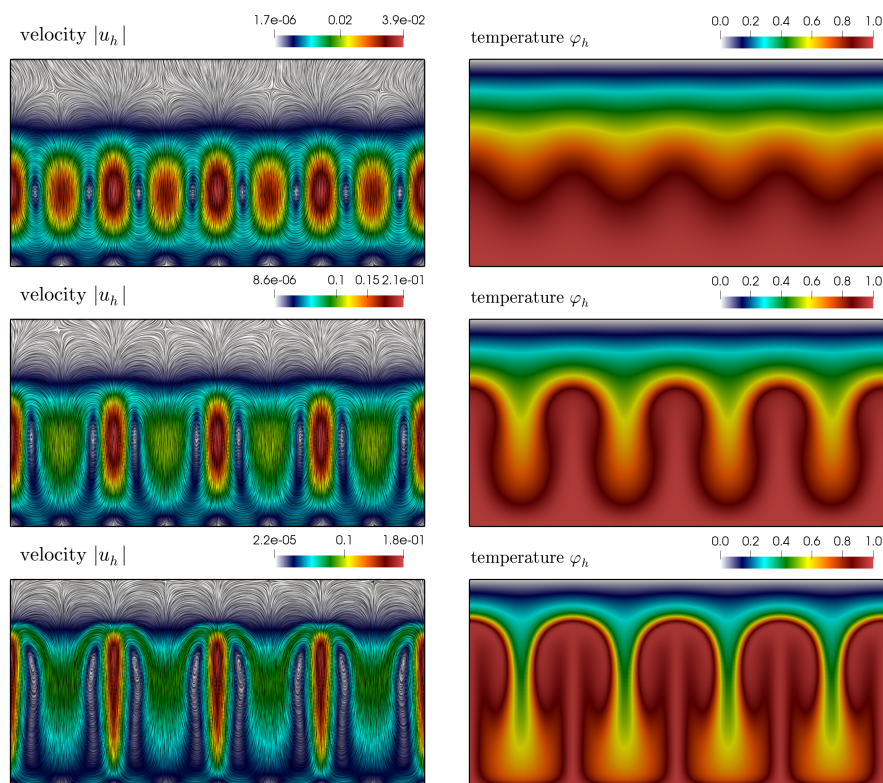 velocity |u_h|
1.7e-06 0.02 3.9e-02
temperature φ_h
0.0 0.2 0.4 0.6 0.8 1.0
velocity |u_h|
8.6e-06 0.1 0.15 2.1e-01
temperature φ_h
0.0 0.2 0.4 0.6 0.8 1.0
velocity |u_h|
2.2e-05 0.1 1.8e-01
temperature φ_h
0.0 0.2 0.4 0.6 0.8 1.0